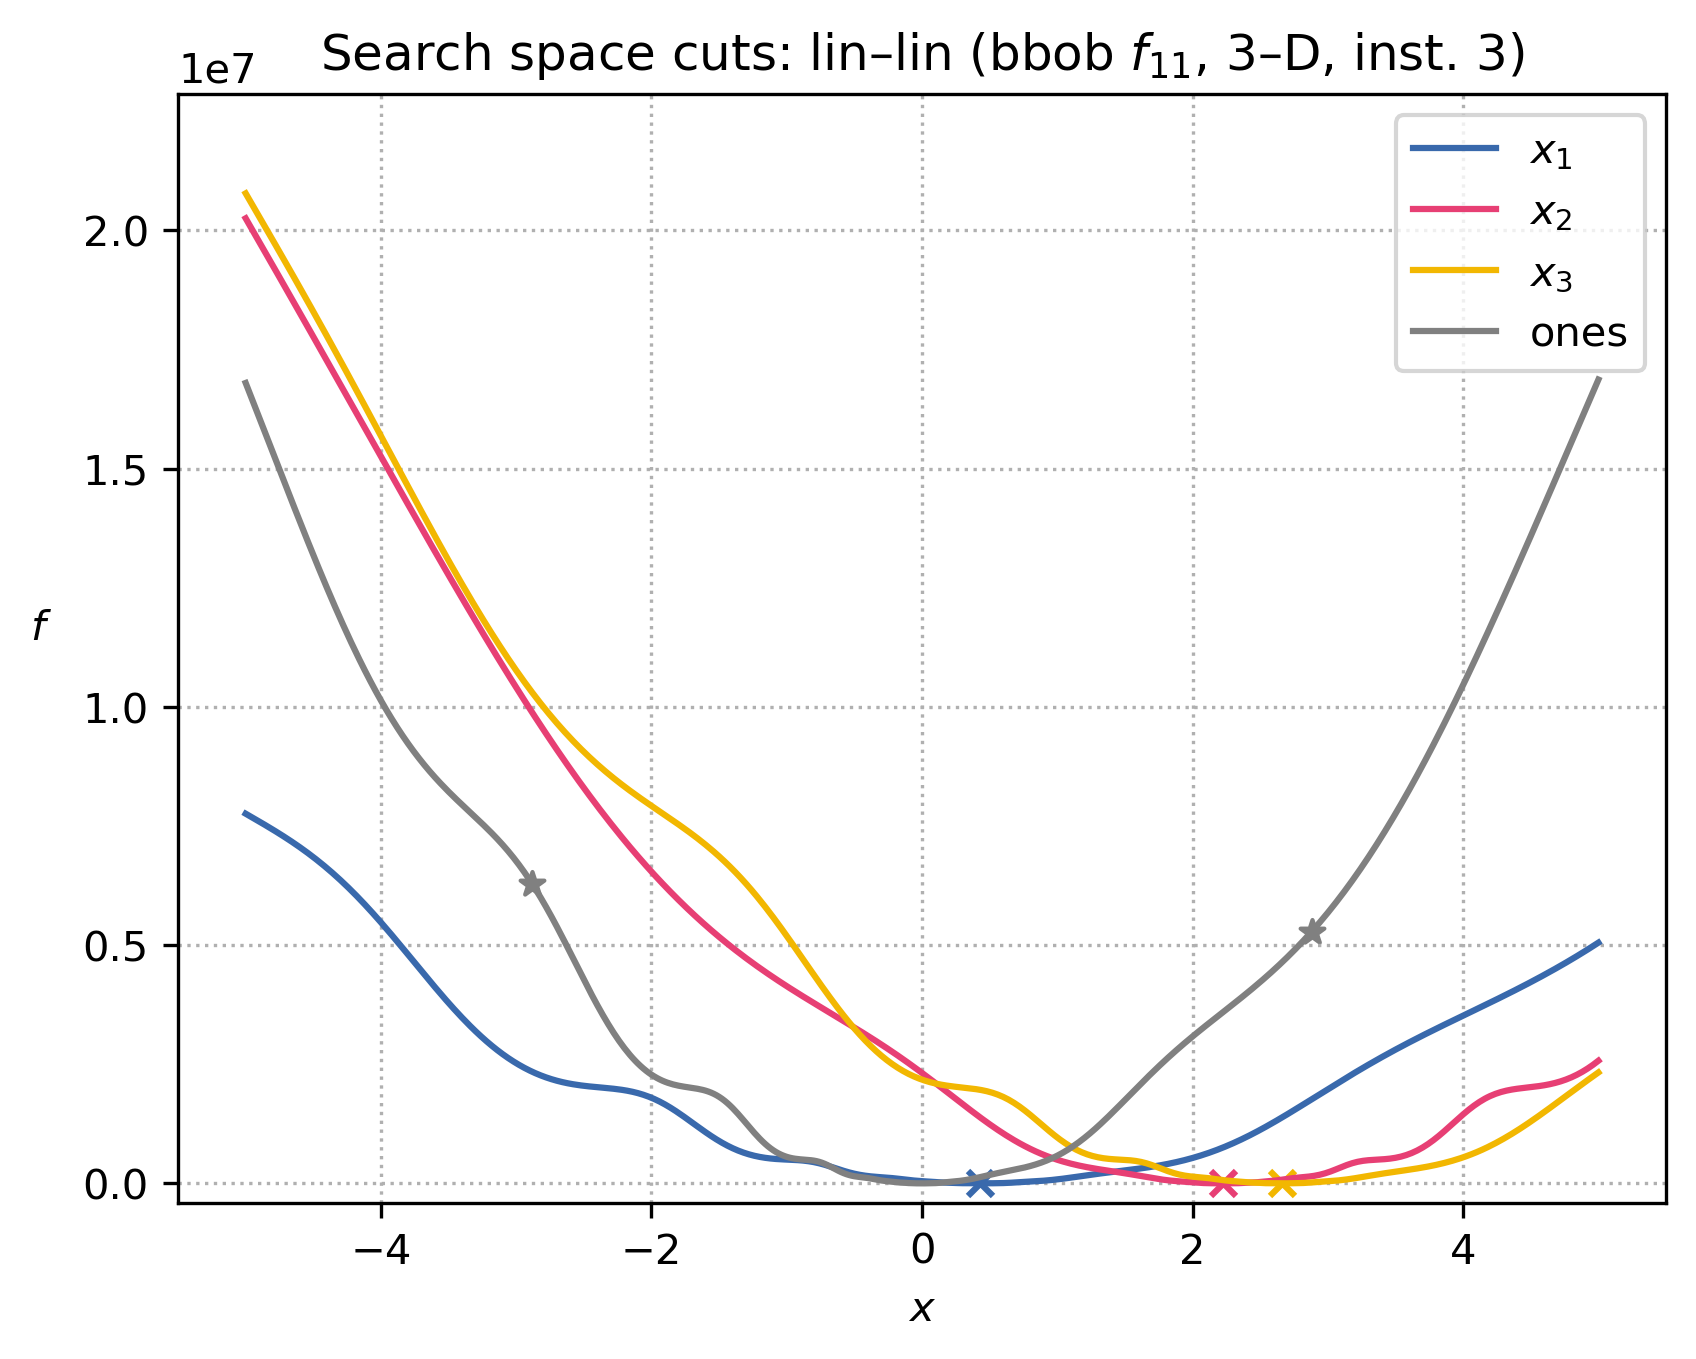 1e7
Search space cuts: lin–lin (bbob f₁₁, 3–D, inst. 3)
x₁
x₂
x₃
ones
2.0
1.5
1.0
0.5
0.0
f
−4 −2 0 2 4
x